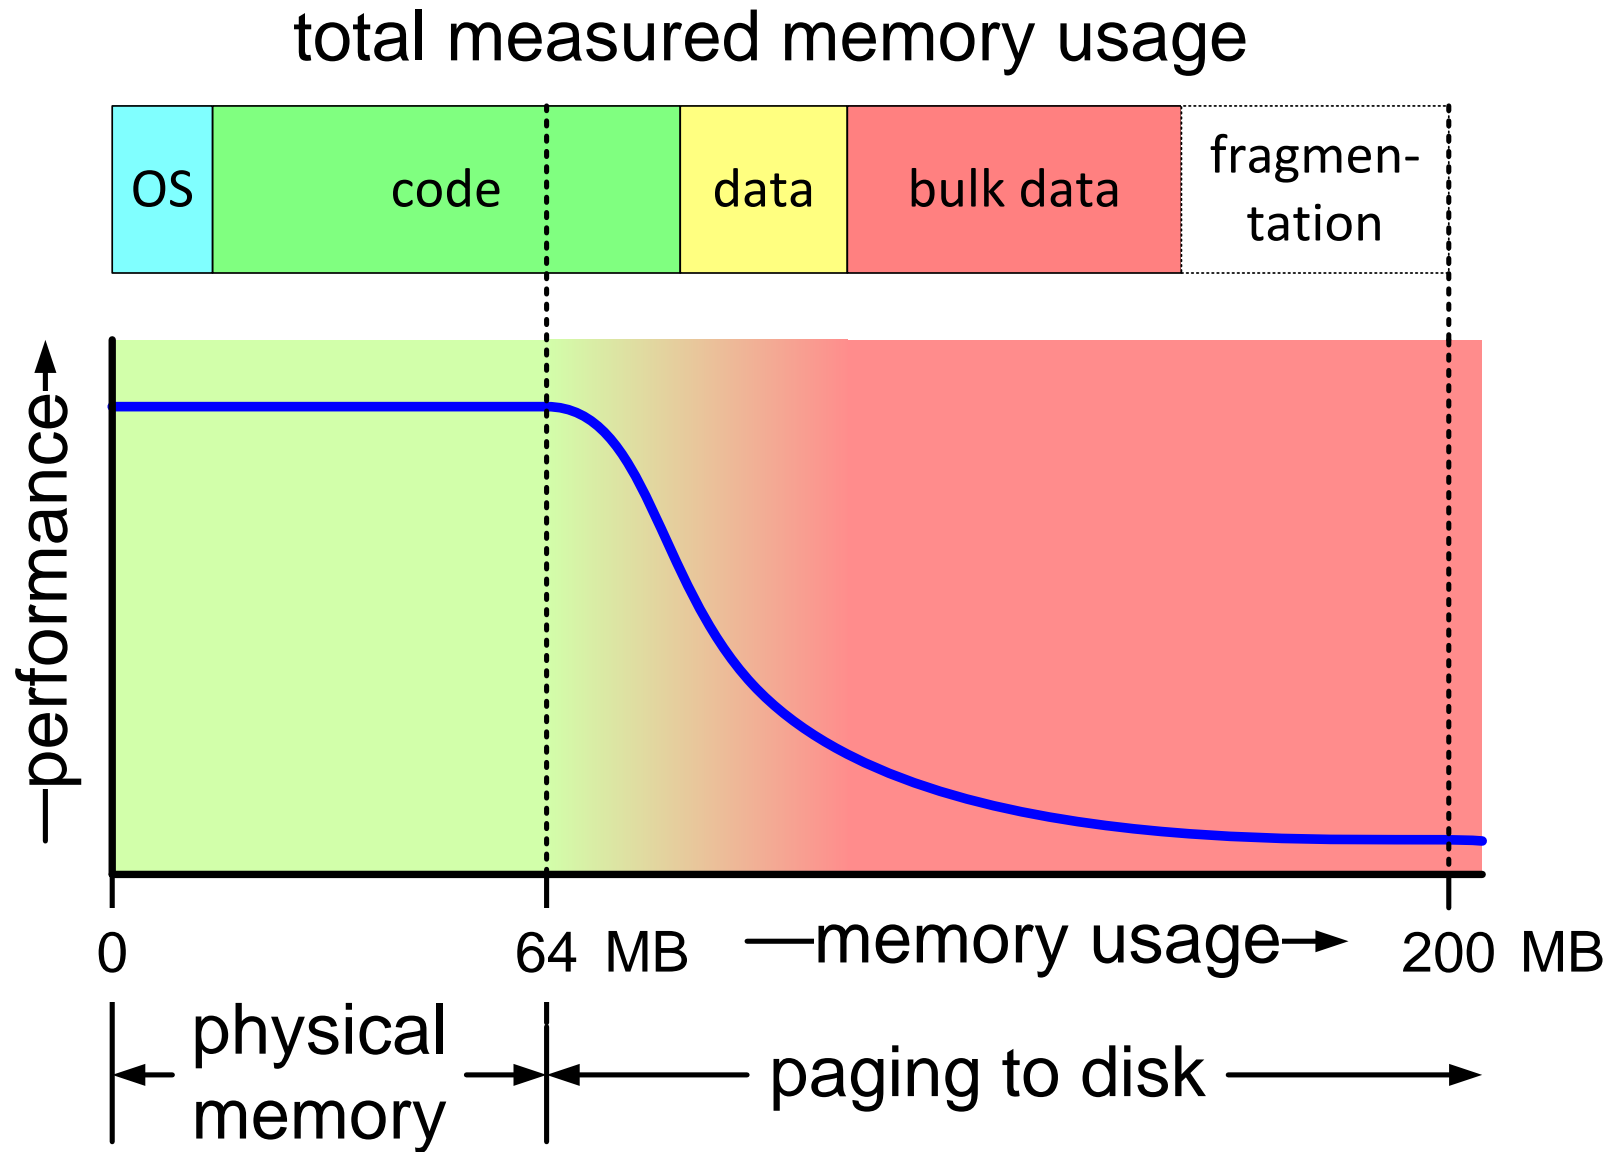 total measured memory usage
OS
code
data
bulk data
fragmen-
tation
performance
0
64 MB
memory usage
200 MB
physical
memory
paging to disk